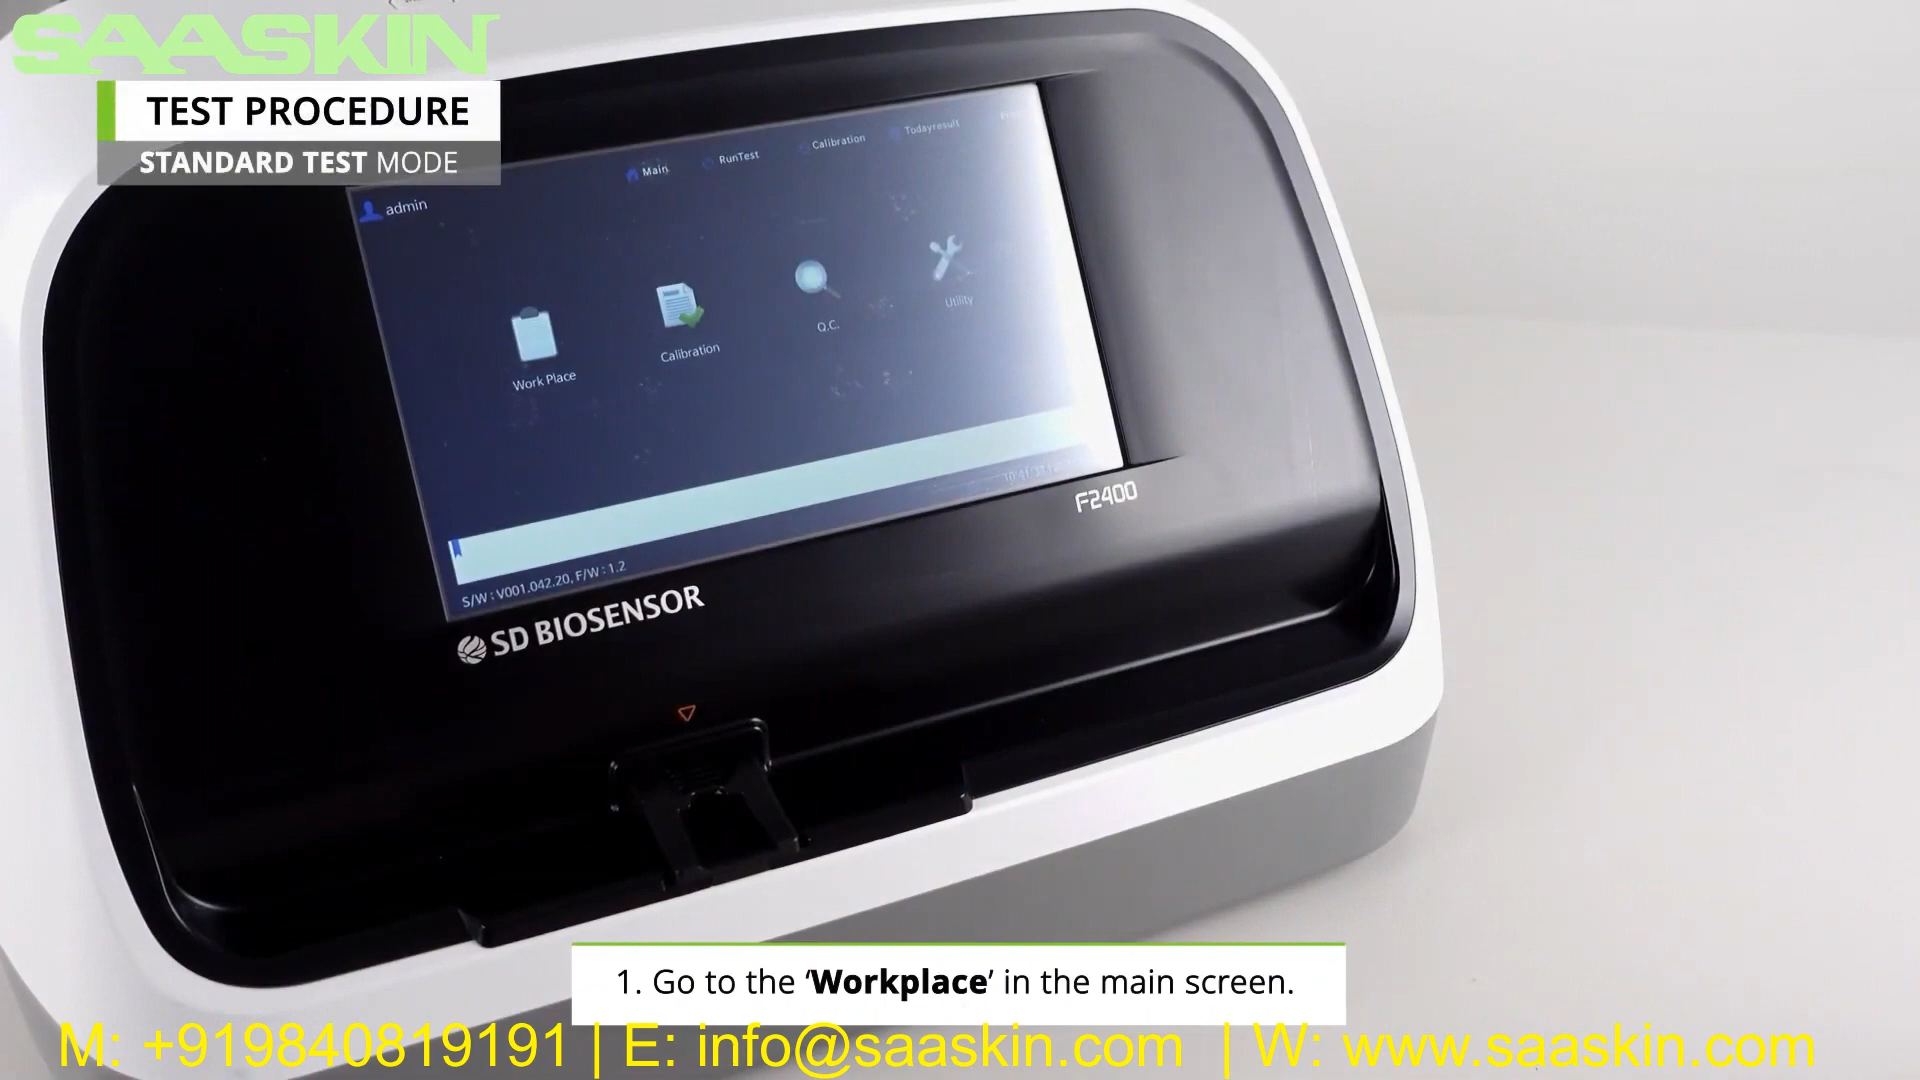 SAASKIN
TEST PROCEDURE
STANDARD TEST MODE
Main RunTest Calibration Todayresult
admin
Work Place
Calibration
Q.C.
Utility
S/W : V001.042.20, F/W : 1.2
F2400
SD BIOSENSOR
1. Go to the ‘Workplace’ in the main screen.
M: +919840819191 | E: info@saaskin.com | W: www.saaskin.com